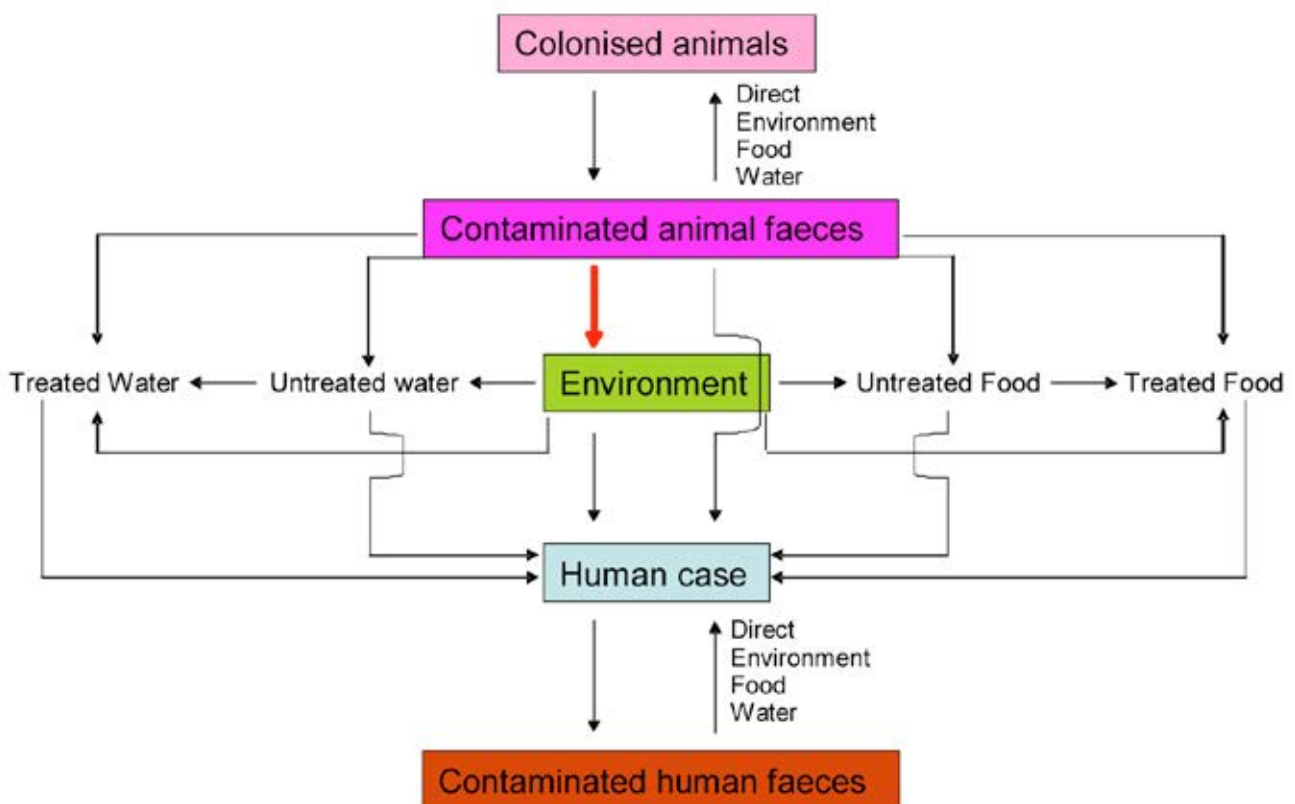 Colonised animals
Direct
Environment
Food
Water
Contaminated animal faeces
Treated Water
Untreated water
Environment
Untreated Food
Treated Food
Human case
Direct
Environment
Food
Water
Contaminated human faeces